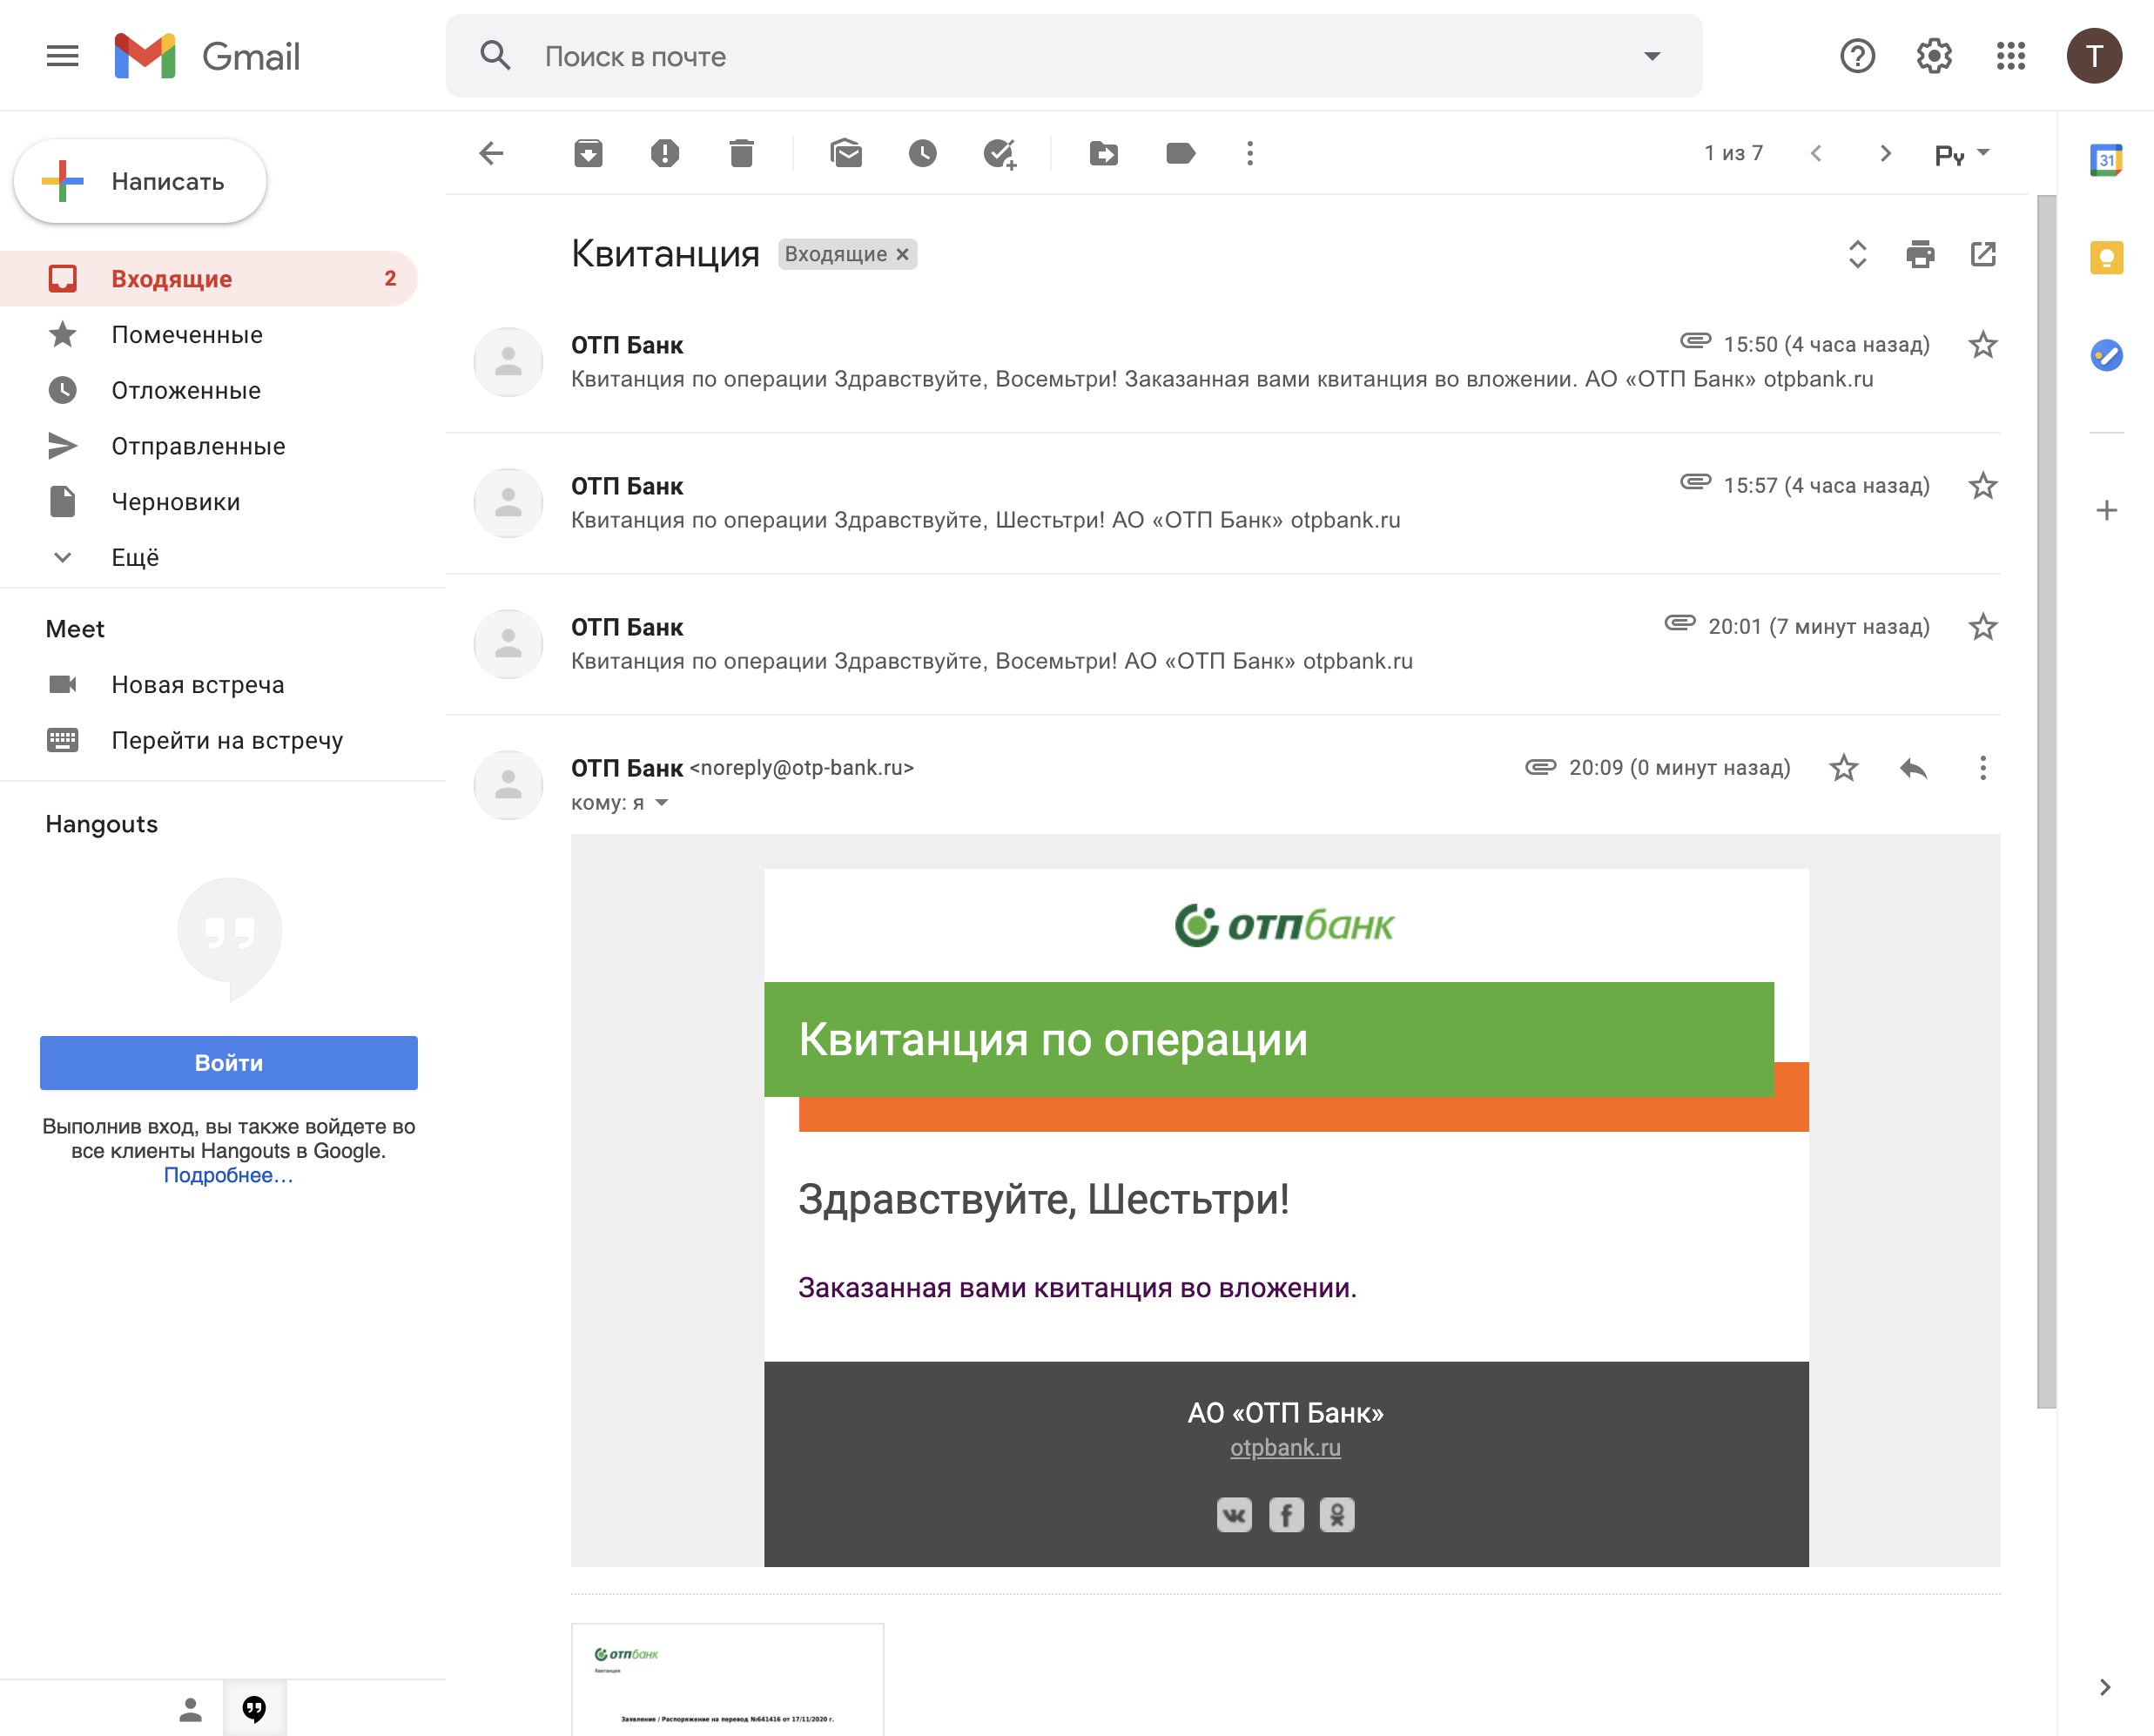 Gmail
Поиск в почте
T
Написать
1 из 7
Ру
31
Квитанция
Входящие ×
Входящие 2
Помеченные
Отложенные
Отправленные
Черновики
Ещё
Meet
Новая встреча
Перейти на встречу
Hangouts
Войти
Выполнив вход, вы также войдете во
все клиенты Hangouts в Google.
Подробнее…
ОТП Банк
15:50 (4 часа назад)
Квитанция по операции Здравствуйте, Восемьтри! Заказанная вами квитанция во вложении. АО «ОТП Банк» otpbank.ru
ОТП Банк
15:57 (4 часа назад)
Квитанция по операции Здравствуйте, Шестьтри! АО «ОТП Банк» otpbank.ru
ОТП Банк
20:01 (7 минут назад)
Квитанция по операции Здравствуйте, Восемьтри! АО «ОТП Банк» otpbank.ru
ОТП Банк <noreply@otp-bank.ru>
20:09 (0 минут назад)
кому: я
отпбанк
Квитанция по операции
Здравствуйте, Шестьтри!
Заказанная вами квитанция во вложении.
АО «ОТП Банк»
otpbank.ru
отпбанк
Квитанция
Заявление / Распоряжение на перевод №641416 от 17/11/2020 г.